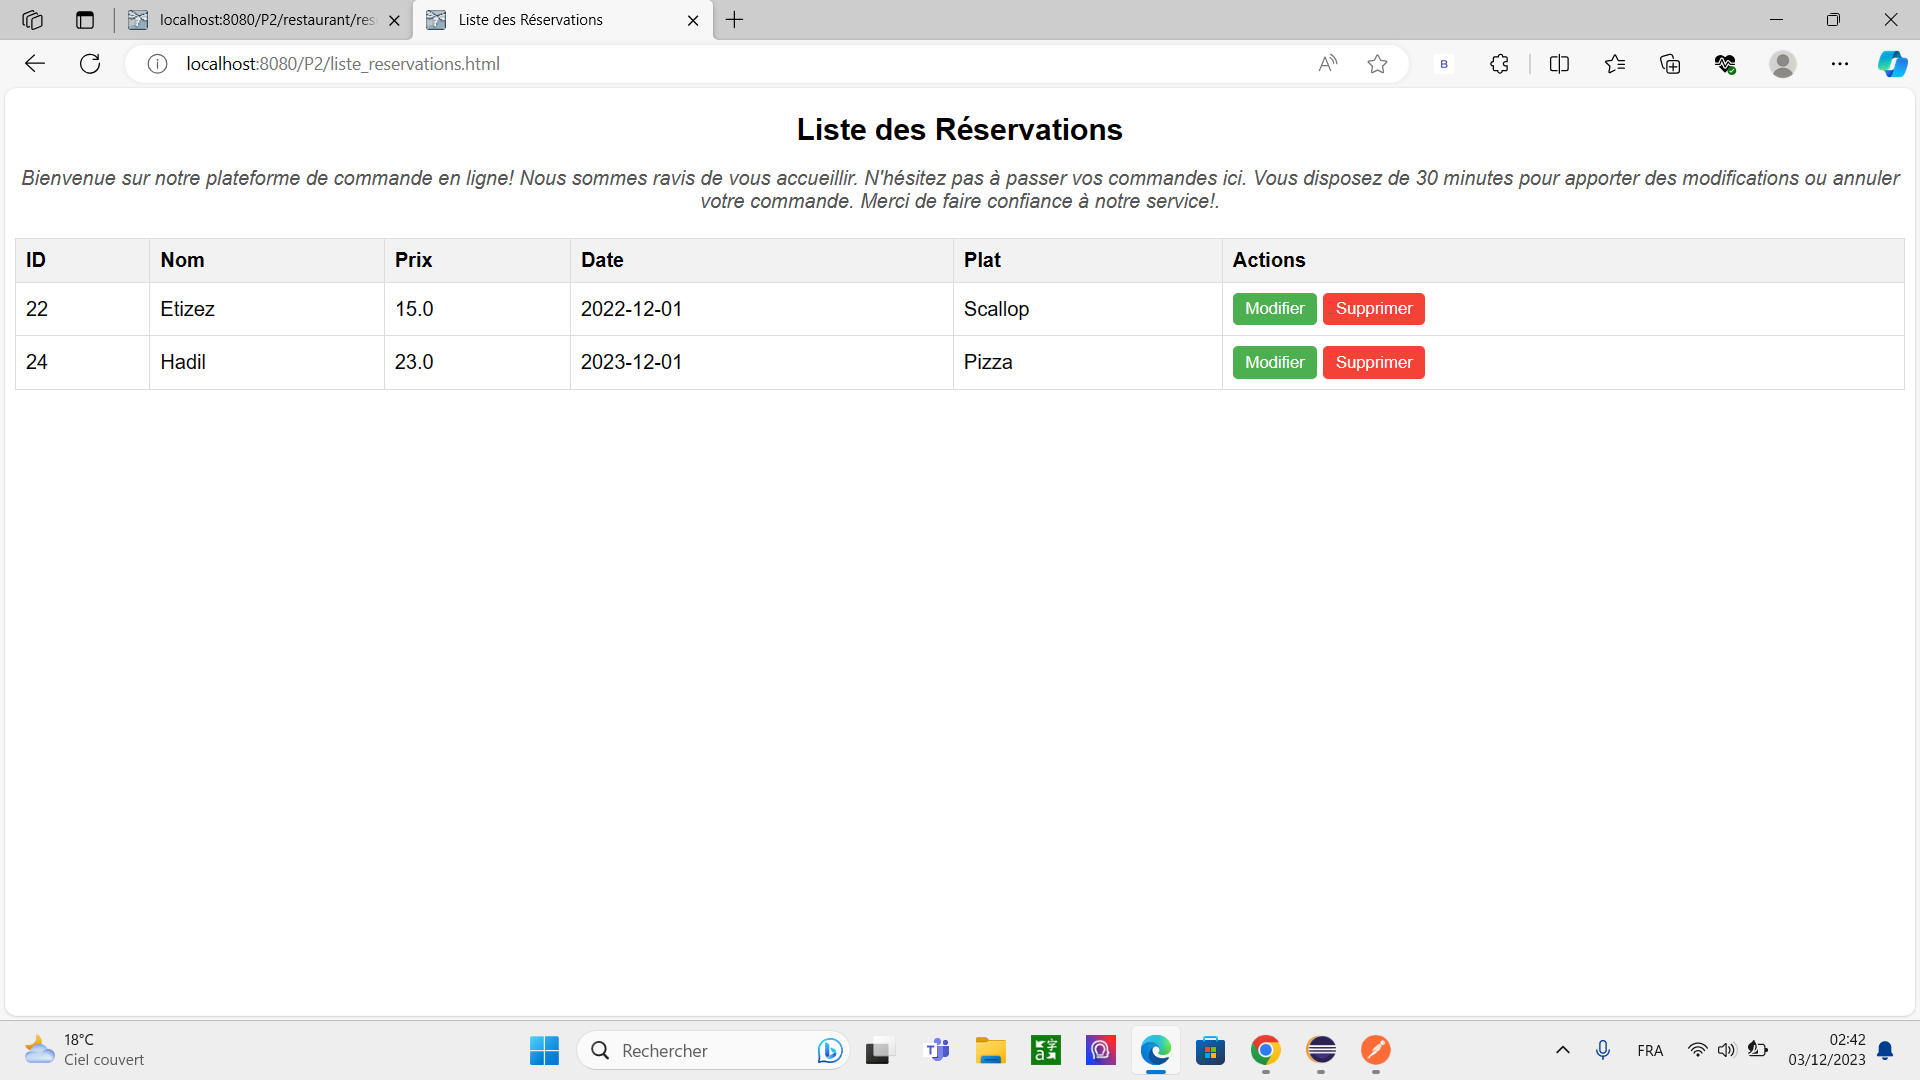 localhost:8080/P2/restaurant/res
Liste des Réservations
localhost:8080/P2/liste_reservations.html
B
Liste des Réservations
Bienvenue sur notre plateforme de commande en ligne! Nous sommes ravis de vous accueillir. N'hésitez pas à passer vos commandes ici. Vous disposez de 30 minutes pour apporter des modifications ou annuler
votre commande. Merci de faire confiance à notre service!.
ID Nom Prix Date Plat Actions
22 Etizez 15.0 2022-12-01 Scallop Modifier Supprimer
24 Hadil 23.0 2023-12-01 Pizza Modifier Supprimer
18°C
Ciel couvert
Rechercher
FRA
02:42
03/12/2023